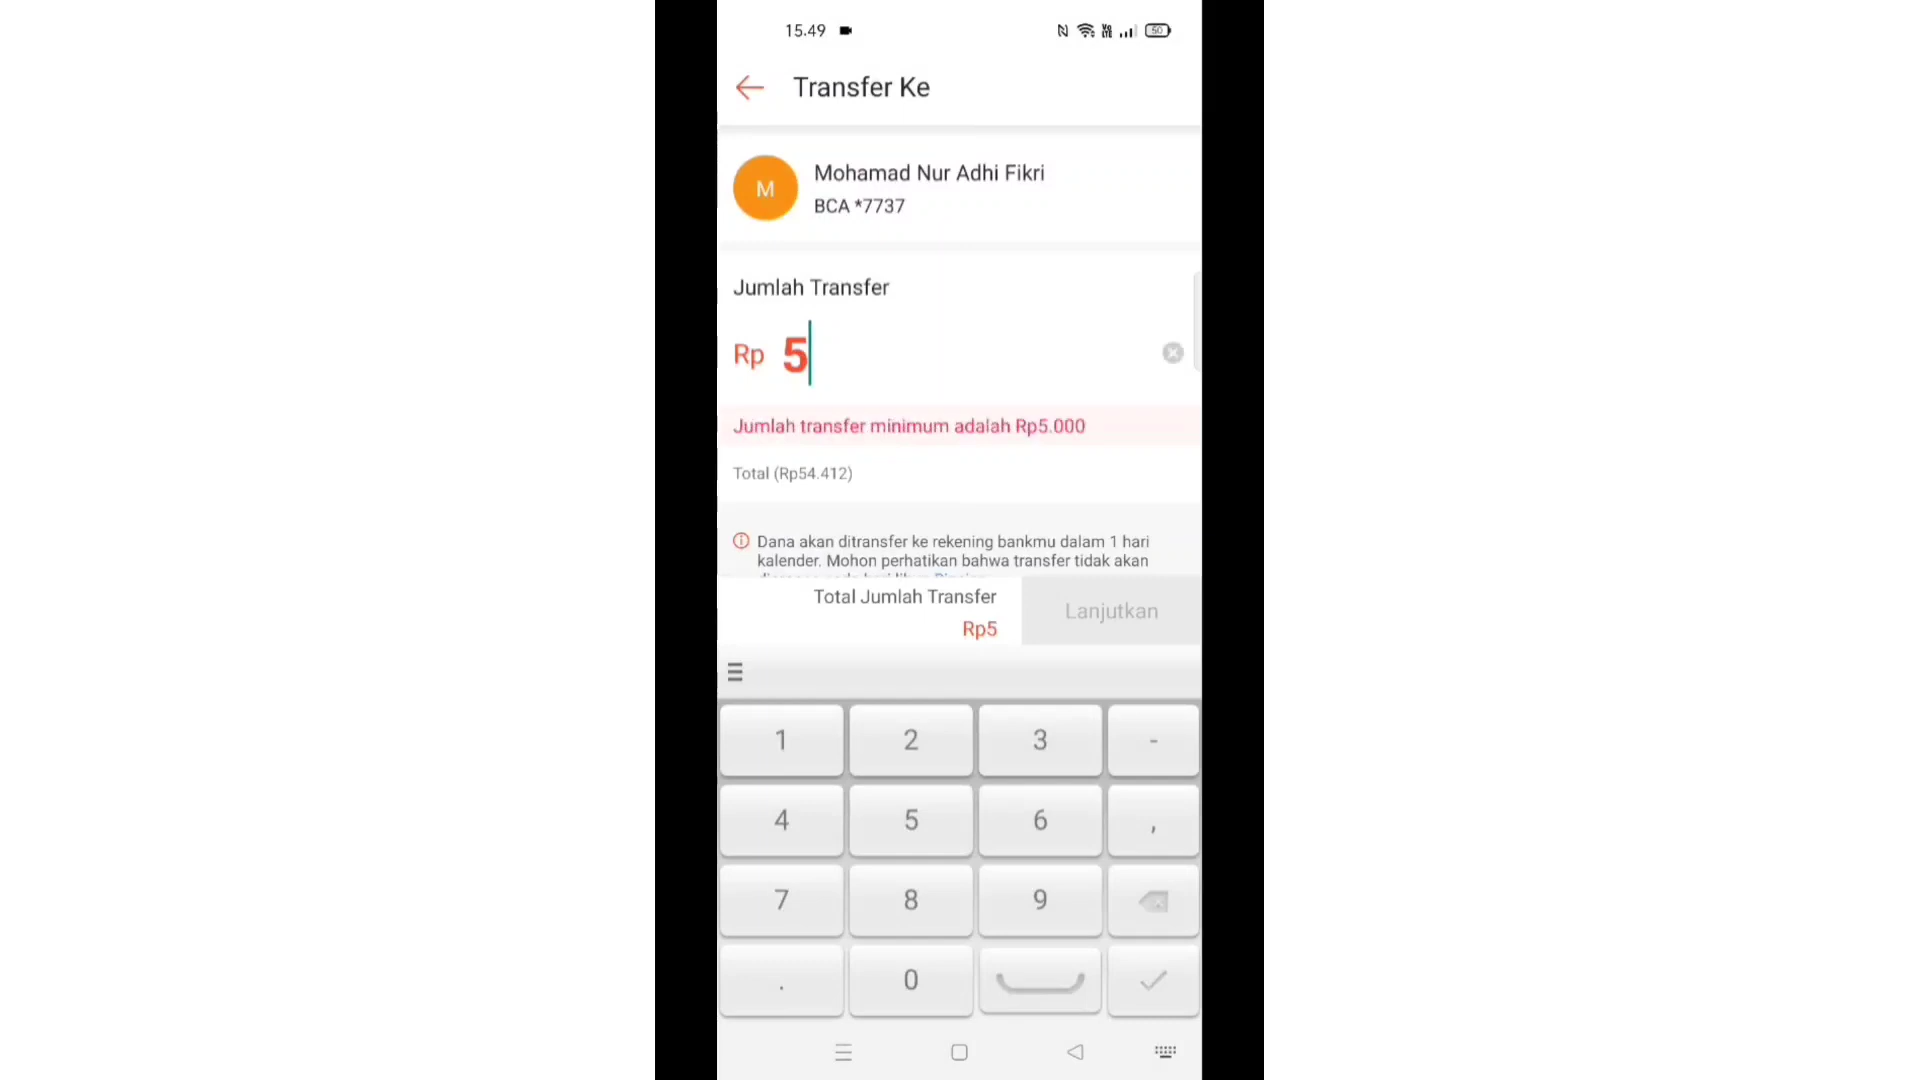 15.49
50
Transfer Ke
M
Mohamad Nur Adhi Fikri
BCA *7737
Jumlah Transfer
Rp 5
Jumlah transfer minimum adalah Rp5.000
Total (Rp54.412)
Dana akan ditransfer ke rekening bankmu dalam 1 hari
kalender. Mohon perhatikan bahwa transfer tidak akan
Total Jumlah Transfer
Rp5
Lanjutkan
1 2 3 -
4 5 6 ,
7 8 9
. 0